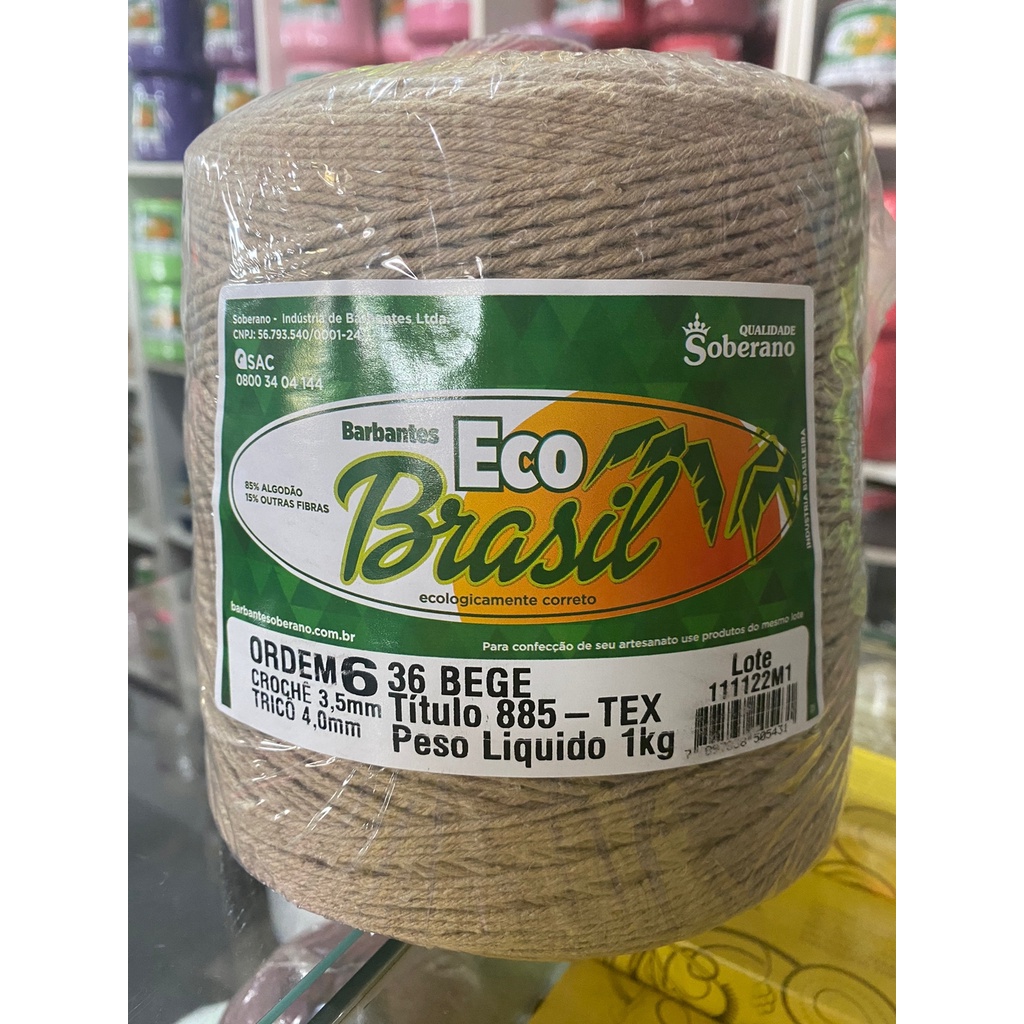 Soberano - Indústria de Barbantes Ltda.
CNPJ: 56.793.540/0001-24
SAC
0800 34 04 144
QUALIDADE
Soberano
Barbantes
Eco
Brasil
ecologicamente correto
85% ALGODÃO
15% OUTRAS FIBRAS
INDÚSTRIA BRASILEIRA
barbantesoberano.com.br
Para confecção de seu artesanato use produtos do mesmo lote
ORDEM 6
CROCHÊ 3,5mm
TRICÔ 4,0mm
36 BEGE
Título 885 – TEX
Peso Liquido 1kg
Lote
111122M1